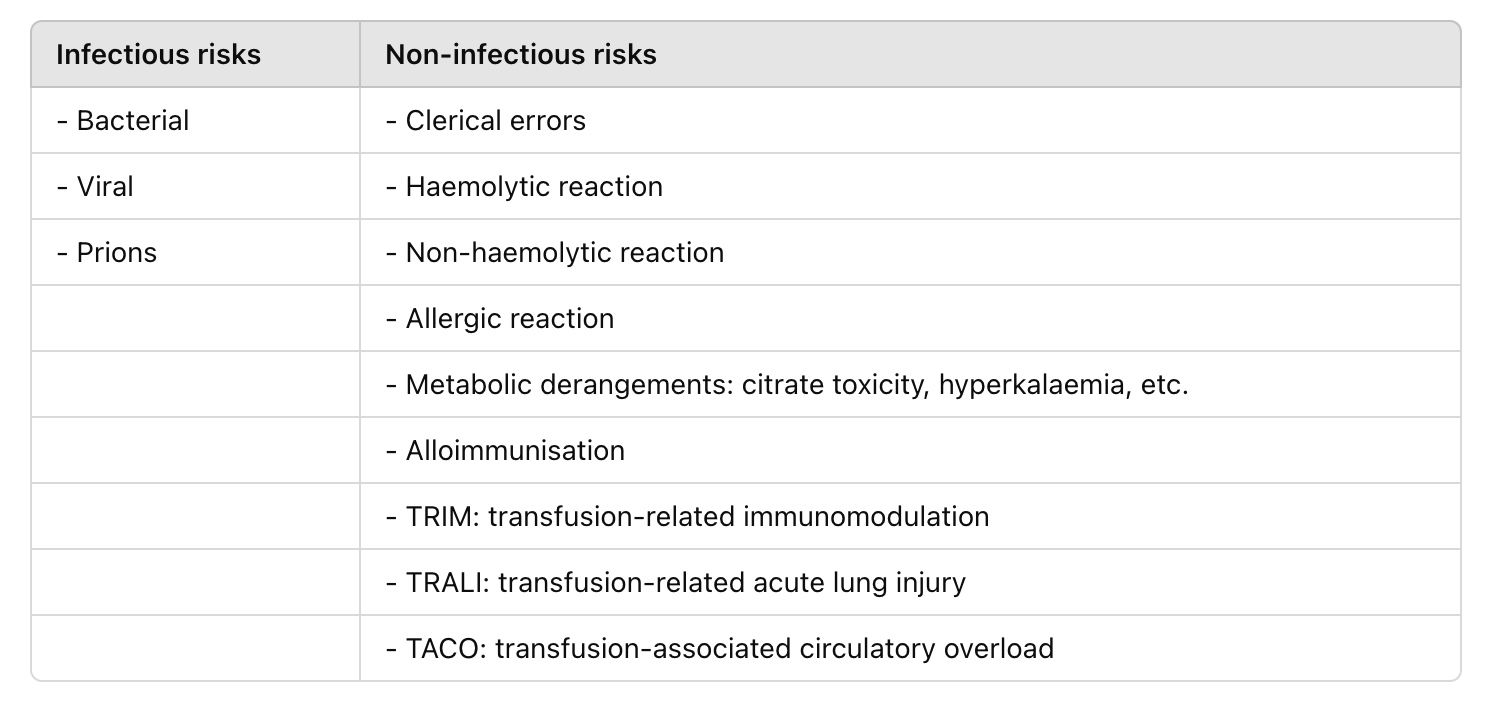 Infectious risks
Non-infectious risks
- Bacterial
- Clerical errors
- Viral
- Haemolytic reaction
- Prions
- Non-haemolytic reaction
- Allergic reaction
- Metabolic derangements: citrate toxicity, hyperkalaemia, etc.
- Alloimmunisation
- TRIM: transfusion-related immunomodulation
- TRALI: transfusion-related acute lung injury
- TACO: transfusion-associated circulatory overload